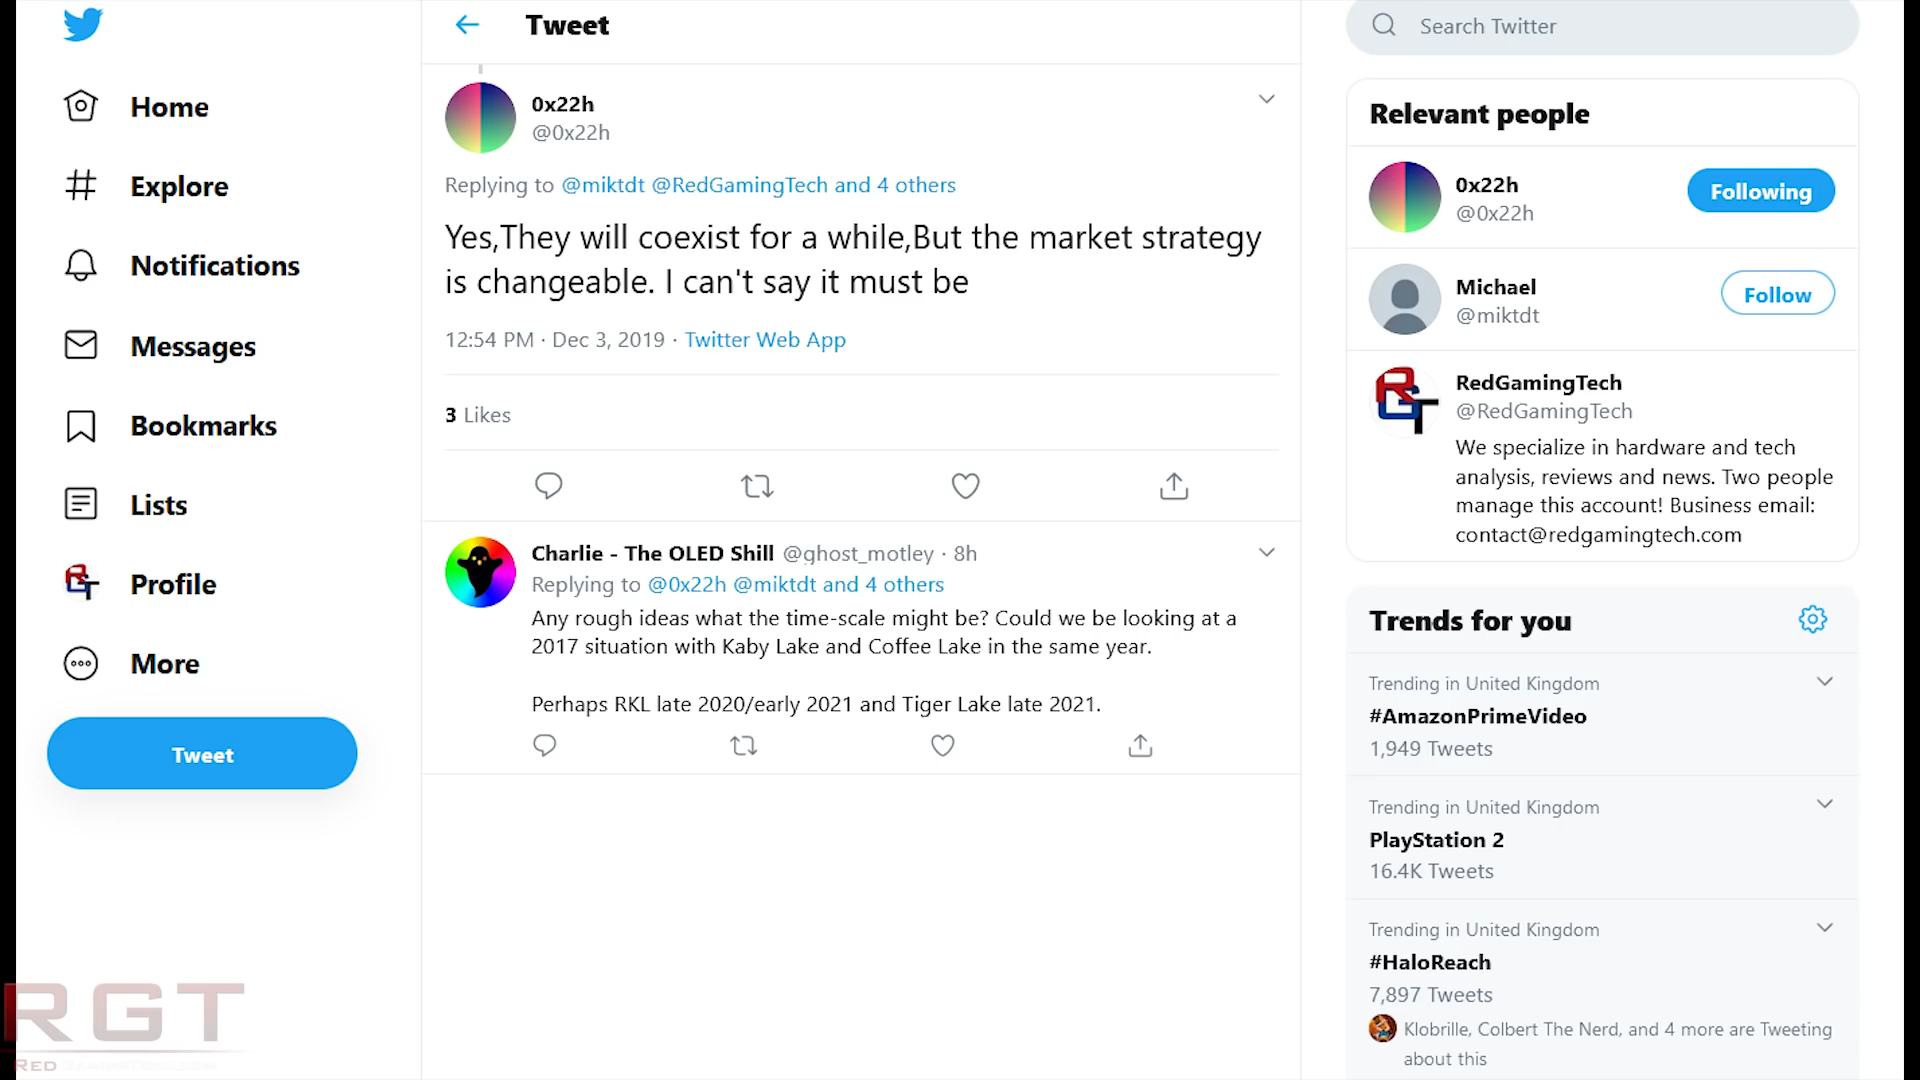 Home
Explore
Notifications
Messages
Bookmarks
Lists
Profile
More
Tweet
Tweet
0x22h
@0x22h
Replying to @miktdt @RedGamingTech and 4 others
Yes,They will coexist for a while,But the market strategy
is changeable. I can't say it must be
12:54 PM · Dec 3, 2019 · Twitter Web App
3 Likes
Charlie - The OLED Shill @ghost_motley · 8h
Replying to @0x22h @miktdt and 4 others
Any rough ideas what the time-scale might be? Could we be looking at a
2017 situation with Kaby Lake and Coffee Lake in the same year.
Perhaps RKL late 2020/early 2021 and Tiger Lake late 2021.
Search Twitter
Relevant people
0x22h
@0x22h
Following
Michael
@miktdt
Follow
RedGamingTech
@RedGamingTech
We specialize in hardware and tech
analysis, reviews and news. Two people
manage this account! Business email:
contact@redgamingtech.com
Trends for you
Trending in United Kingdom
#AmazonPrimeVideo
1,949 Tweets
Trending in United Kingdom
PlayStation 2
16.4K Tweets
Trending in United Kingdom
#HaloReach
7,897 Tweets
Klobrille, Colbert The Nerd, and 4 more are Tweeting
about this
RGT
RED